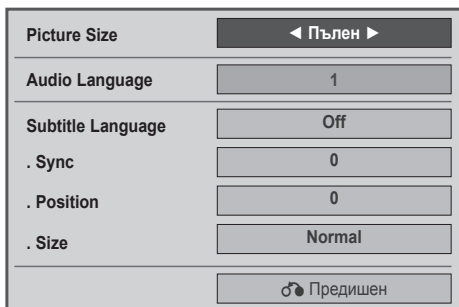 Picture Size ◀ Пълен ▶
Audio Language 1
Subtitle Language Off
. Sync 0
. Position 0
. Size Normal
Предишен